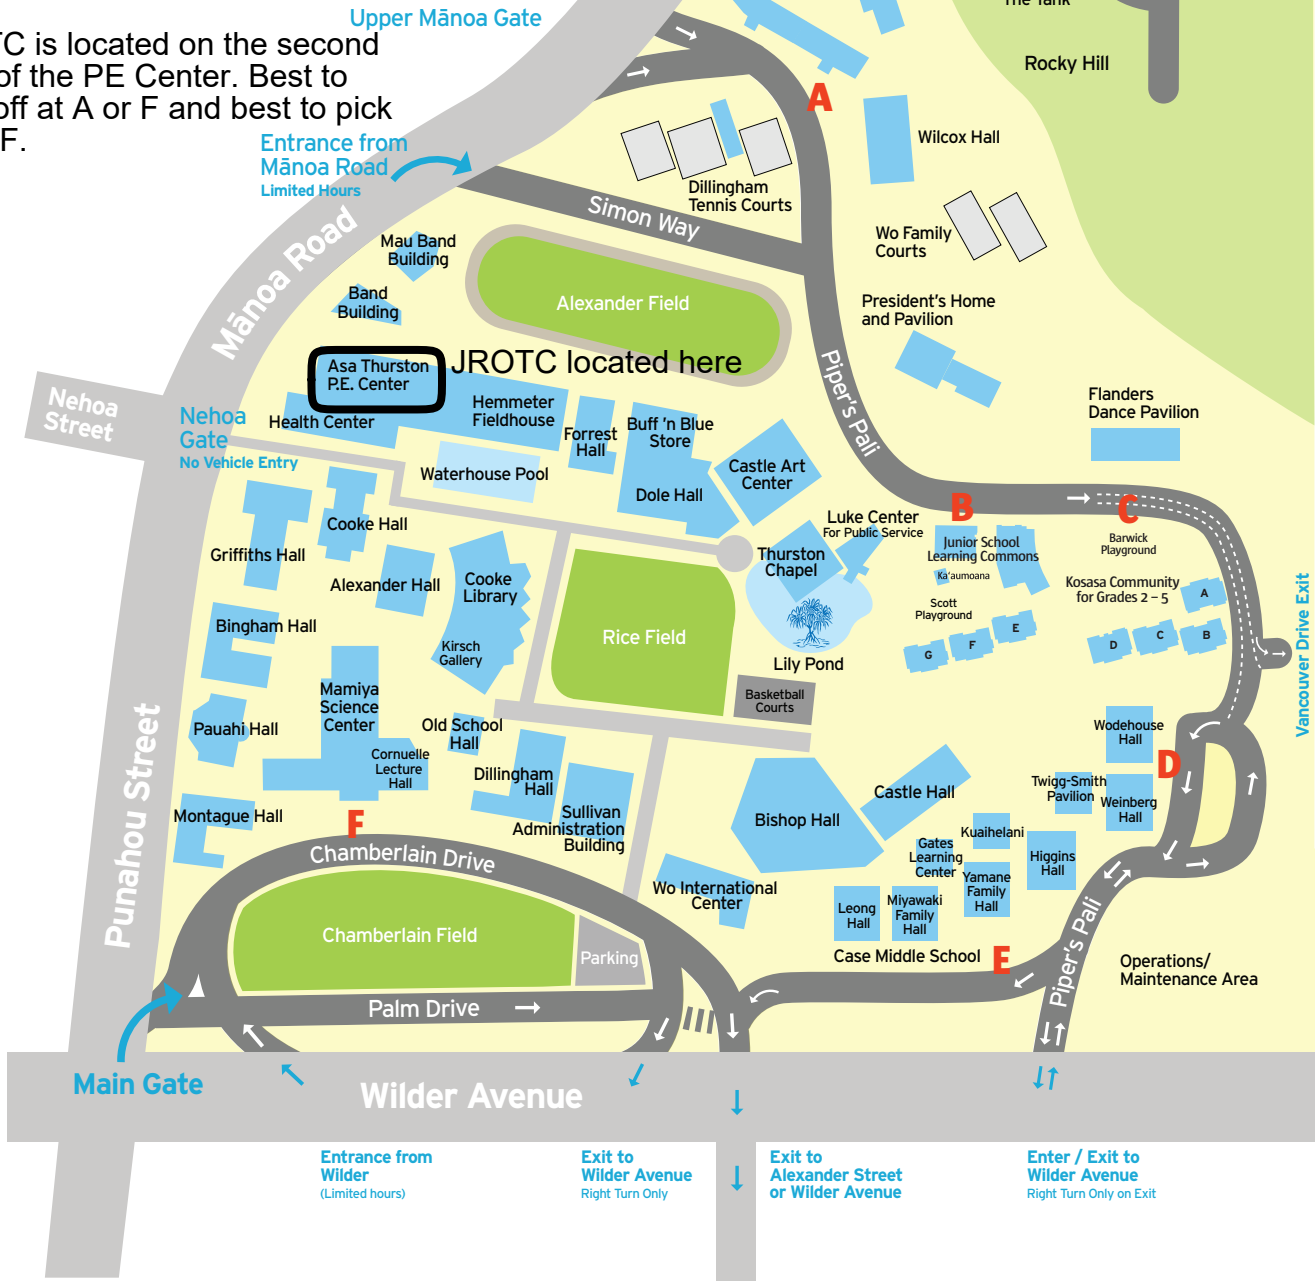 Upper Mānoa Gate
TC is located on the second
of the PE Center. Best to
off at A or F and best to pick
F.
Entrance from
Mānoa Road
Limited Hours
Rocky Hill
A
Wilcox Hall
Dillingham
Tennis Courts
Simon Way
Wo Family
Courts
Mānoa Road
Mau Band
Building
Band
Building
Alexander Field
President's Home
and Pavilion
Asa Thurston
P.E. Center
JROTC located here
Piper's Pali
Nehoa
Street
Nehoa
Gate
No Vehicle Entry
Health Center
Hemmeter
Fieldhouse
Forrest
Hall
Buff 'n Blue
Store
Flanders
Dance Pavilion
Waterhouse Pool
Dole Hall
Castle Art
Center
B
C
Cooke Hall
Griffiths Hall
Alexander Hall
Cooke
Library
Kirsch
Gallery
Luke Center
For Public Service
Thurston
Chapel
Junior School
Learning Commons
Ka'aumoana
Barwick
Playground
Kosasa Community
for Grades 2 – 5
Scott
Playground
A
B
C
D
E
F
G
Vancouver Drive Exit
Bingham Hall
Rice Field
Lily Pond
Basketball
Courts
Mamiya
Science
Center
Pauahi Hall
Old School
Hall
Cornuelle
Lecture
Hall
Dillingham
Hall
Wodehouse
Hall
D
Twigg-Smith
Pavilion
Weinberg
Hall
Punahou Street
Montague Hall
F
Sullivan
Administration
Building
Bishop Hall
Castle Hall
Kuaihelani
Gates
Learning
Center
Higgins
Hall
Yamane
Family
Hall
Chamberlain Drive
Wo International
Center
Leong
Hall
Miyawaki
Family
Hall
Chamberlain Field
Parking
Case Middle School
E
Piper's Pali
Operations/
Maintenance Area
Palm Drive
Main Gate
Wilder Avenue
Entrance from
Wilder
(Limited hours)
Exit to
Wilder Avenue
Right Turn Only
Exit to
Alexander Street
or Wilder Avenue
Enter / Exit to
Wilder Avenue
Right Turn Only on Exit